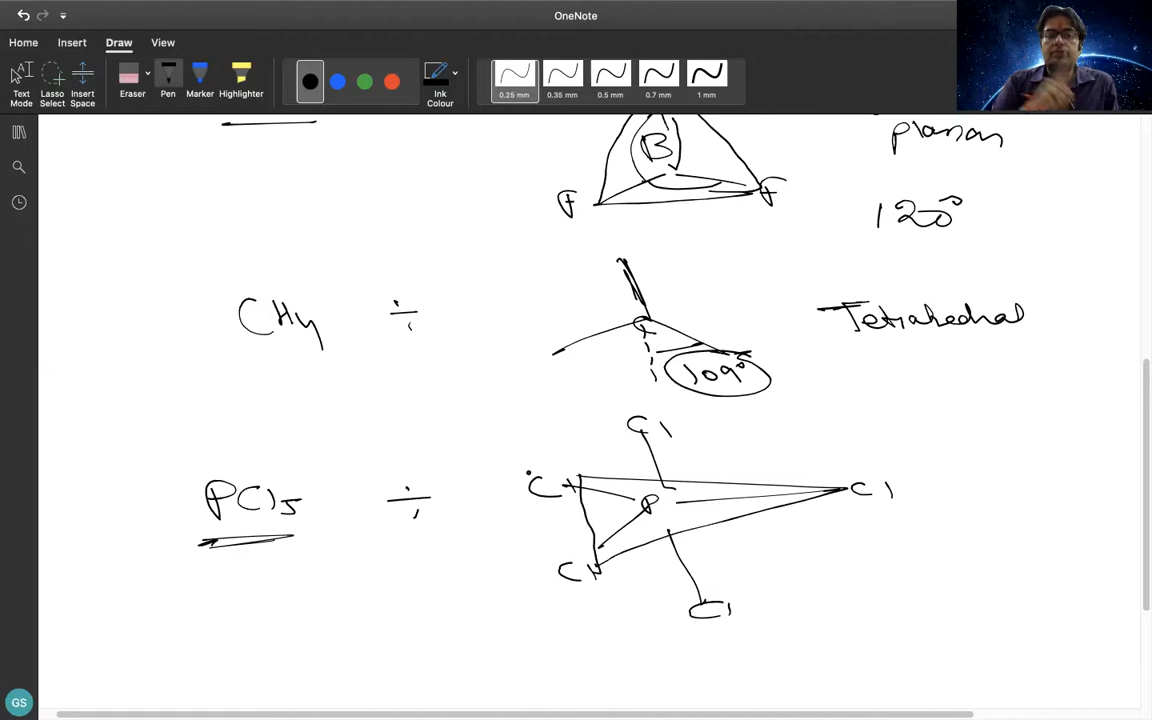 OneNote
Home Insert Draw View
Text Mode Lasso Select Insert Space Eraser Pen Marker Highlighter Ink Colour 0.25 mm 0.35 mm 0.5 mm 0.7 mm 1 mm
B planar
F F
120°
CH4 ÷ C Tetrahedral
109°
Cl
PCl5 ÷ Cl P Cl
Cl
Cl
GS